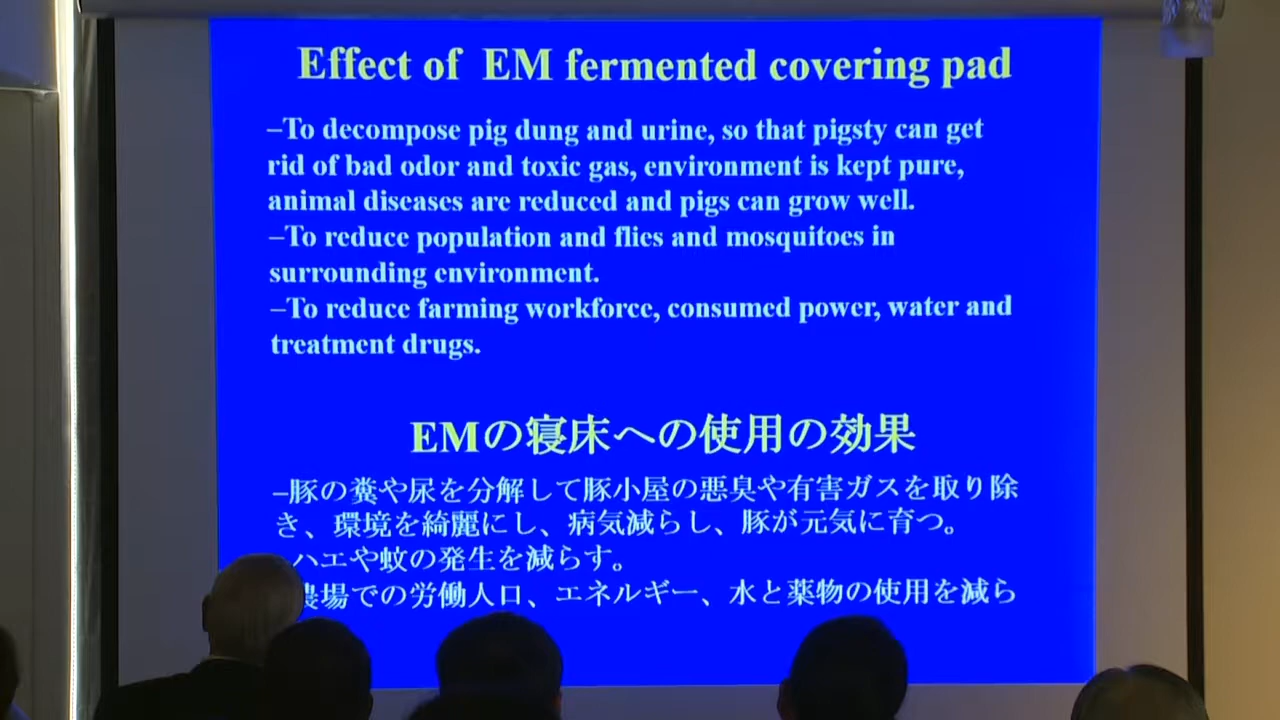 Effect of EM fermented covering pad
–To decompose pig dung and urine, so that pigsty can get
rid of bad odor and toxic gas, environment is kept pure,
animal diseases are reduced and pigs can grow well.
–To reduce population and flies and mosquitoes in
surrounding environment.
–To reduce farming workforce, consumed power, water and
treatment drugs.
EMの寝床への使用の効果
–豚の糞や尿を分解して豚小屋の悪臭や有害ガスを取り除
き、環境を綺麗にし、病気減らし、豚が元気に育つ。
ハエや蚊の発生を減らす。
農場での労働人口、エネルギー、水と薬物の使用を減ら